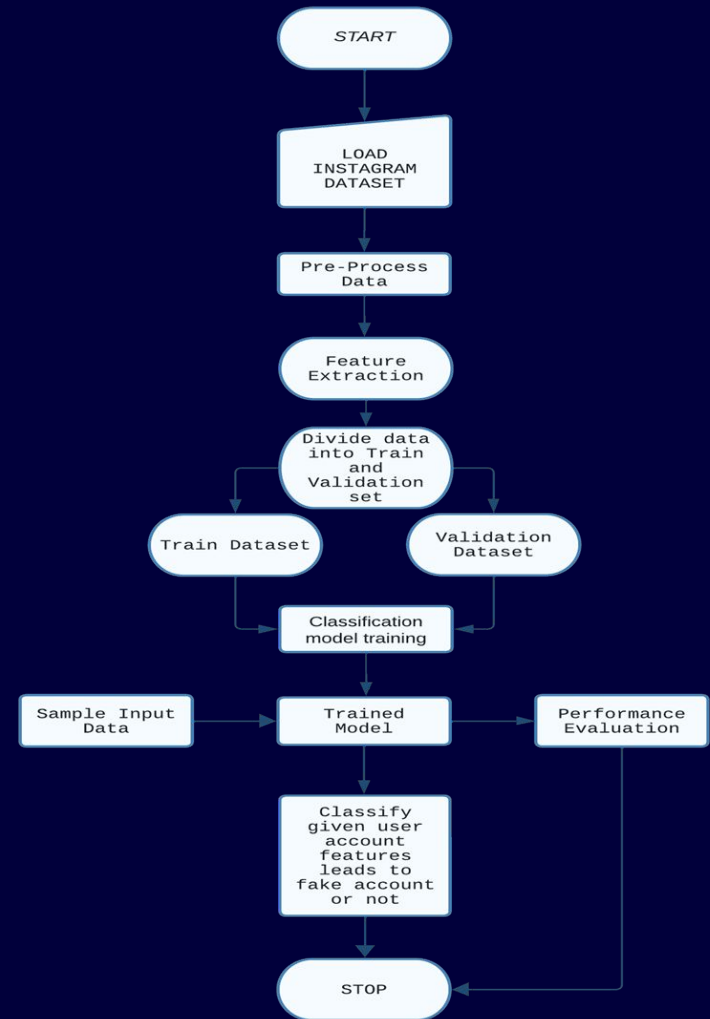 START
LOAD
INSTAGRAM
DATASET
Pre-Process
Data
Feature
Extraction
Divide data
into Train
and
Validation
set
Train Dataset
Validation
Dataset
Classification
model training
Sample Input
Data
Trained
Model
Performance
Evaluation
Classify
given user
account
features
leads to
fake account
or not
STOP